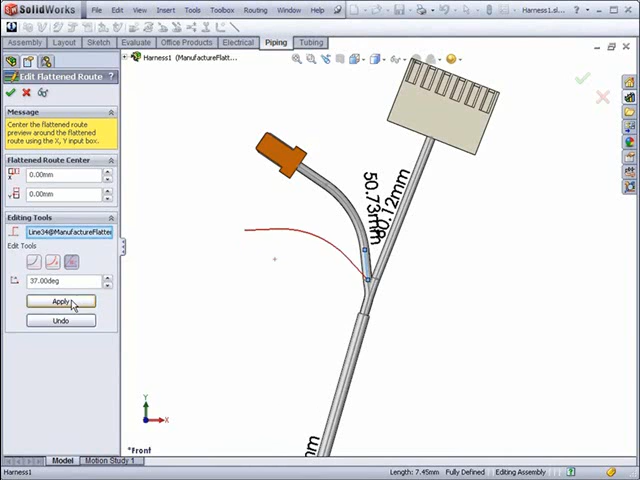 SolidWorks File Edit View Insert Tools Toolbox Routing Window Help Harness1.sl...
Assembly Layout Sketch Evaluate Office Products Electrical Piping Tubing
Harness1 (ManufactureFlatt...
Edit Flattened Route ?
Message
Center the flattened route
preview around the flattened
route using the X, Y input box.
Flattened Route Center
0.00mm
0.00mm
Editing Tools
Line34@ManufactureFlatte
Edit Tools
37.00deg
Apply
Undo
50.73mm
Y
X
*Front
Model Motion Study 1
Harness1 Length: 7.45mm Fully Defined Editing Assembly